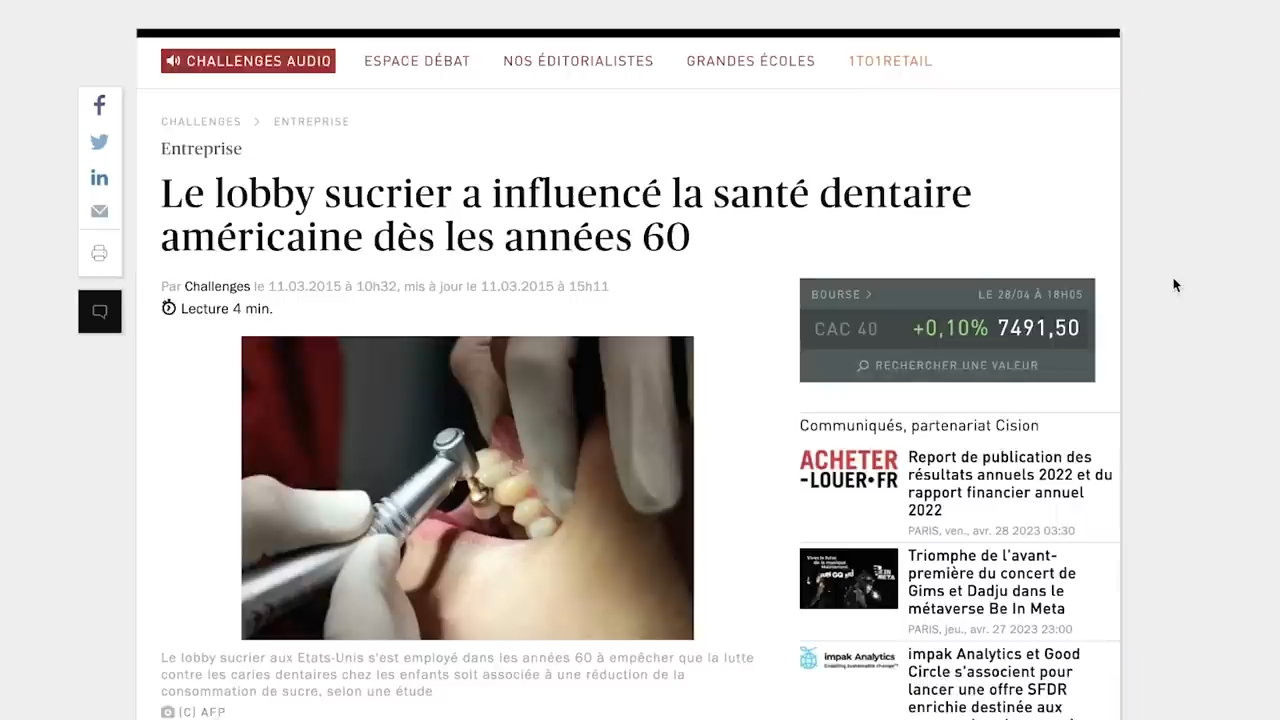 CHALLENGES AUDIO
ESPACE DÉBAT
NOS ÉDITORIALISTES
GRANDES ÉCOLES
1TO1RETAIL
CHALLENGES > ENTREPRISE
Entreprise
Le lobby sucrier a influencé la santé dentaire
américaine dès les années 60
Par Challenges le 11.03.2015 à 10h32, mis à jour le 11.03.2015 à 15h11
Lecture 4 min.
Le lobby sucrier aux Etats-Unis s'est employé dans les années 60 à empêcher que la lutte
contre les caries dentaires chez les enfants soit associée à une réduction de la
consommation de sucre, selon une étude
(C) AFP
BOURSE >
LE 28/04 À 18H05
CAC 40 +0,10% 7491,50
RECHERCHER UNE VALEUR
Communiqués, partenariat Cision
ACHETER
-LOUER•FR
Report de publication des
résultats annuels 2022 et du
rapport financier annuel
2022
PARIS, ven., avr. 28 2023 03:30
Triomphe de l'avant-
première du concert de
Gims et Dadju dans le
métaverse Be In Meta
PARIS, jeu., avr. 27 2023 23:00
impak Analytics
impak Analytics et Good
Circle s'associent pour
lancer une offre SFDR
enrichie destinée aux